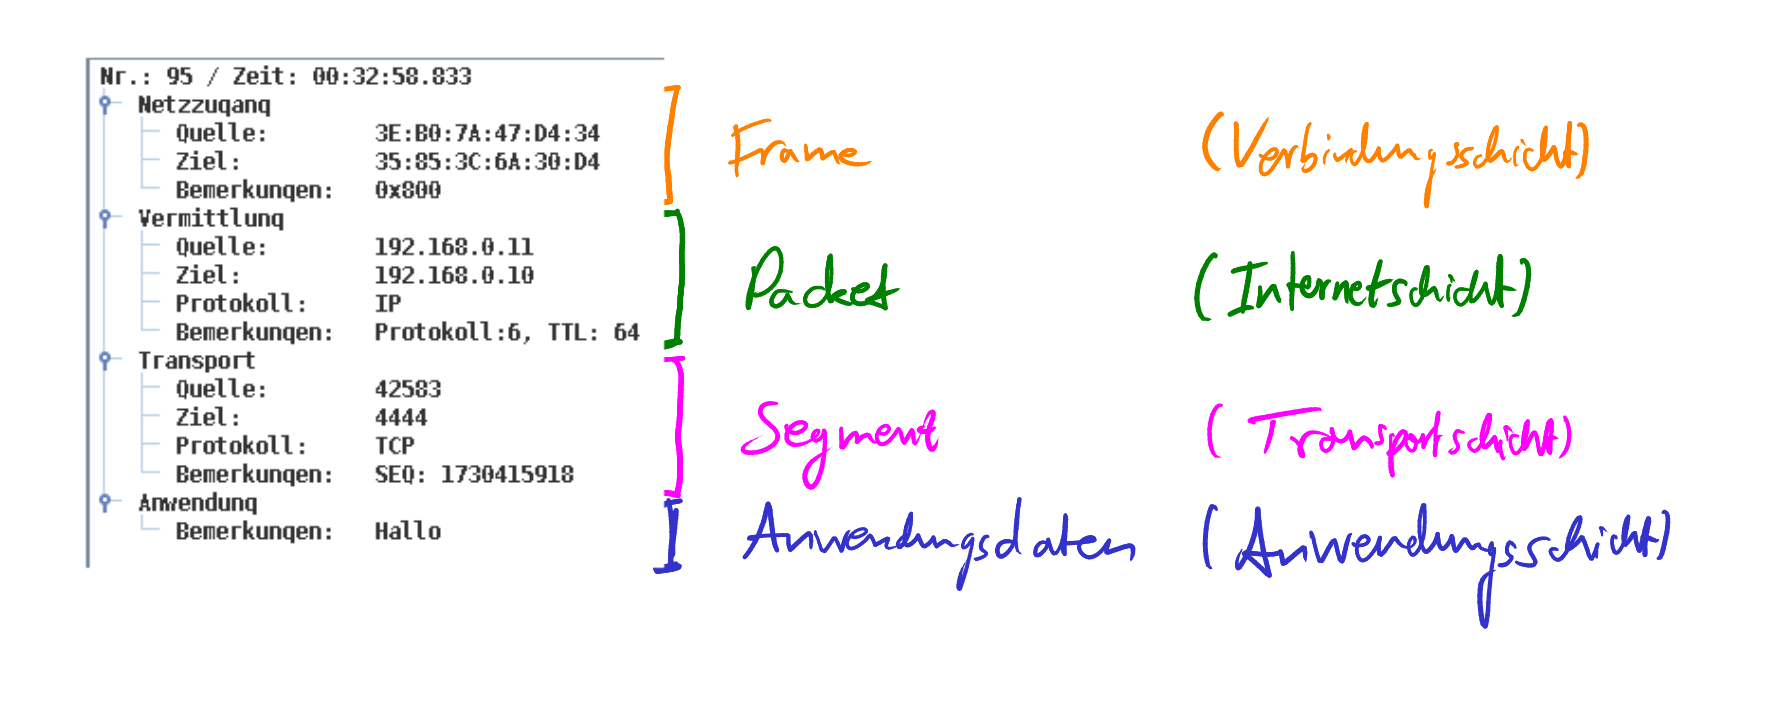 Nr.: 95 / Zeit: 00:32:58.833
Netzzugang
Quelle: 3E:B0:7A:47:D4:34
Ziel: 35:85:3C:6A:30:D4
Bemerkungen: 0x800
Frame (Verbindungsschicht)
Vermittlung
Quelle: 192.168.0.11
Ziel: 192.168.0.10
Protokoll: IP
Bemerkungen: Protokoll:6, TTL: 64
Packet (Internetschicht)
Transport
Quelle: 42583
Ziel: 4444
Protokoll: TCP
Bemerkungen: SEQ: 1730415918
Segment (Transportschicht)
Anwendung
Bemerkungen: Hallo
Anwendungsdaten (Anwendungsschicht)